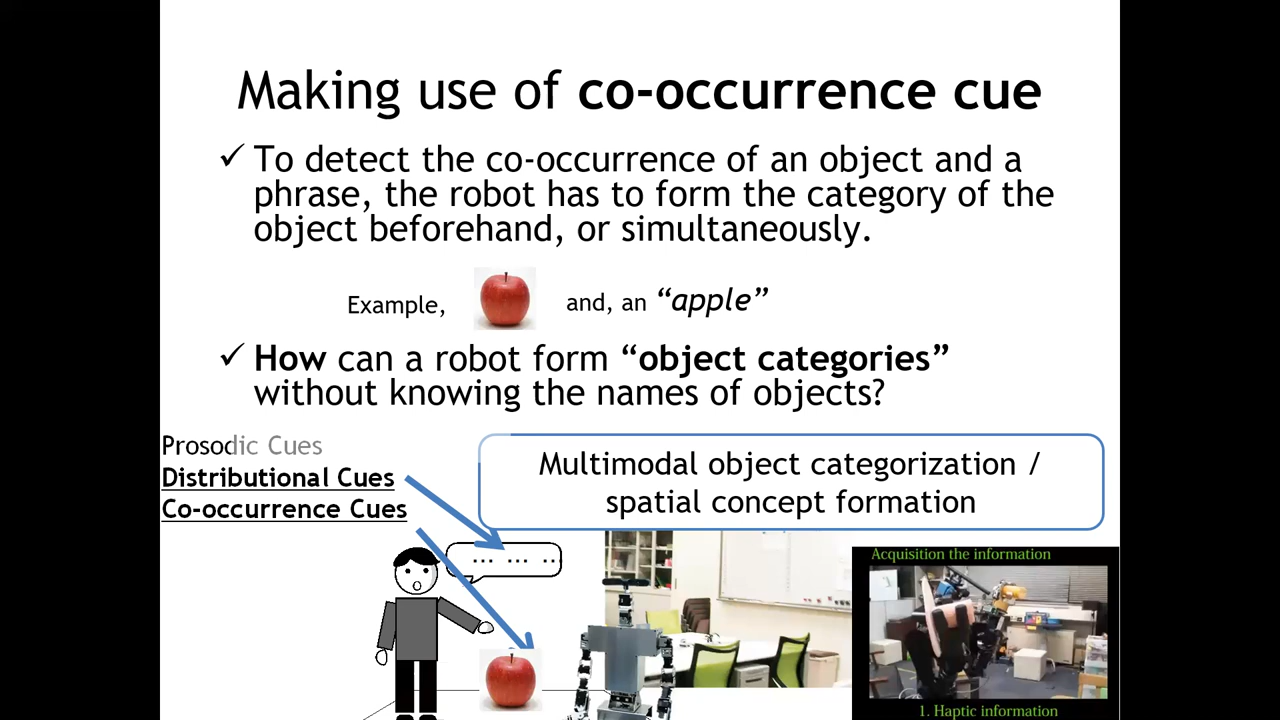 Making use of co-occurrence cue
✓ To detect the co-occurrence of an object and a
phrase, the robot has to form the category of the
object beforehand, or simultaneously.
Example, and, an “apple”
✓ How can a robot form “object categories”
without knowing the names of objects?
Prosodic Cues
Distributional Cues
Co-occurrence Cues
Multimodal object categorization /
spatial concept formation
... ... ...
Acquisition the information
1. Haptic information